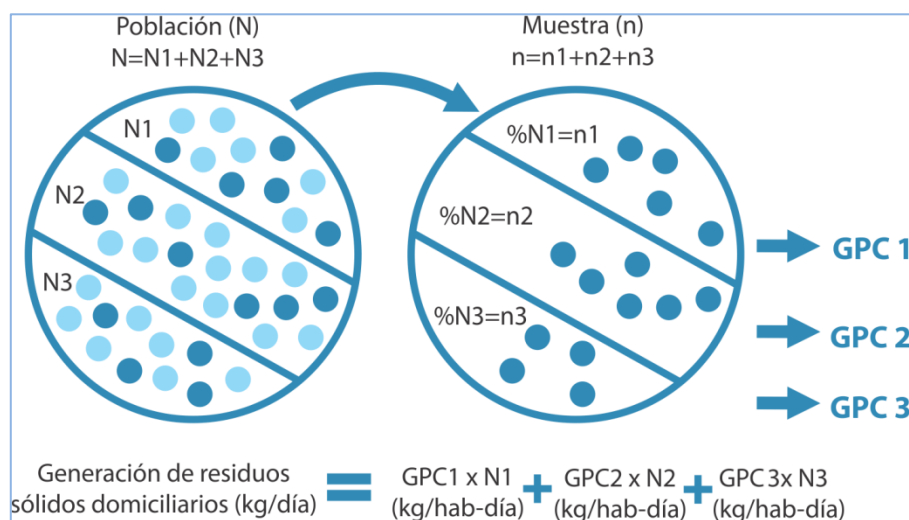 Población (N)
N=N1+N2+N3
Muestra (n)
n=n1+n2+n3
N1
N2
N3
%N1=n1
%N2=n2
%N3=n3
GPC 1
GPC 2
GPC 3
Generación de residuos
sólidos domiciliarios (kg/día)
=
GPC1 x N1
(kg/hab-día)
+
GPC2 x N2
(kg/hab-día)
+
GPC3x N3
(kg/hab-día)